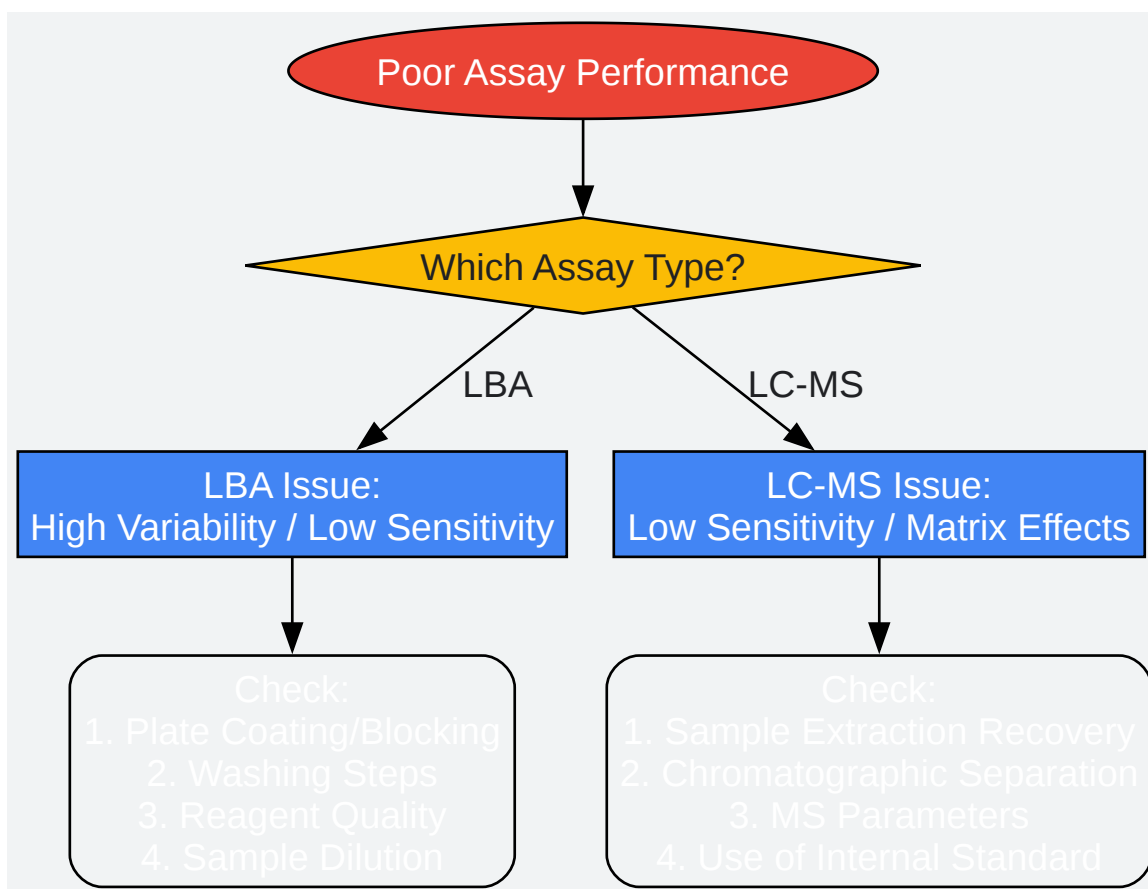 Poor Assay Performance
Which Assay Type?
LBA
LC-MS
LBA Issue:
High Variability / Low Sensitivity
LC-MS Issue:
Low Sensitivity / Matrix Effects
Check:
1. Plate Coating/Blocking
2. Washing Steps
3. Reagent Quality
4. Sample Dilution
Check:
1. Sample Extraction Recovery
2. Chromatographic Separation
3. MS Parameters
4. Use of Internal Standard